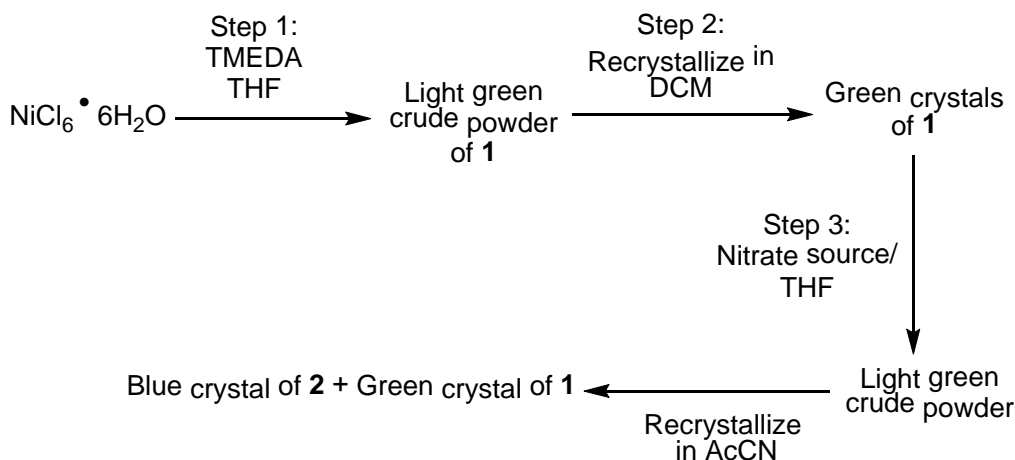 Step 1:
TMEDA
THF
NiCl₆ • 6H₂O
Light green
crude powder
of 1
Step 2:
Recrystallize in
DCM
Green crystals
of 1
Step 3:
Nitrate source/
THF
Light green
crude powder
Recrystallize
in AcCN
Blue crystal of 2 + Green crystal of 1